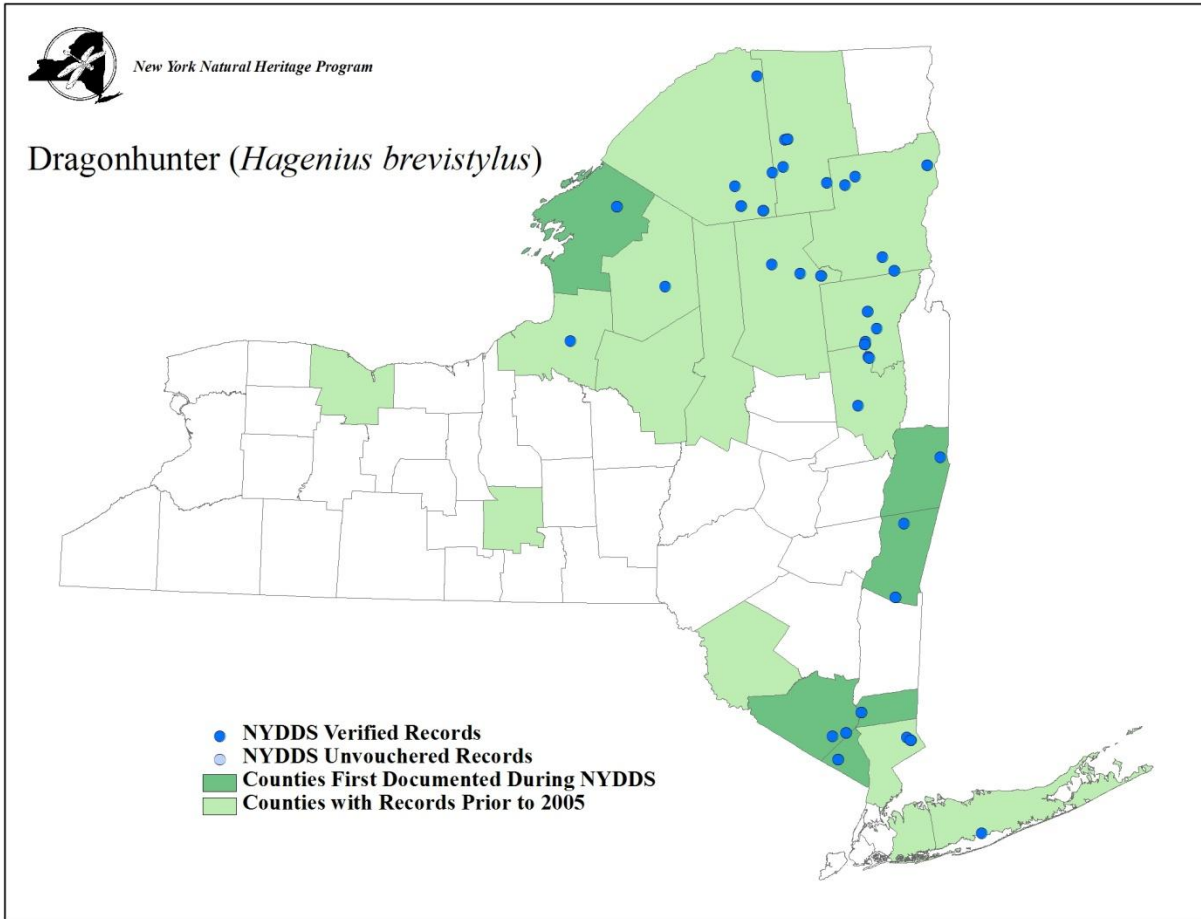 New York Natural Heritage Program
Dragonhunter (Hagenius brevistylus)
NYDDS Verified Records
NYDDS Unvouchered Records
Counties First Documented During NYDDS
Counties with Records Prior to 2005